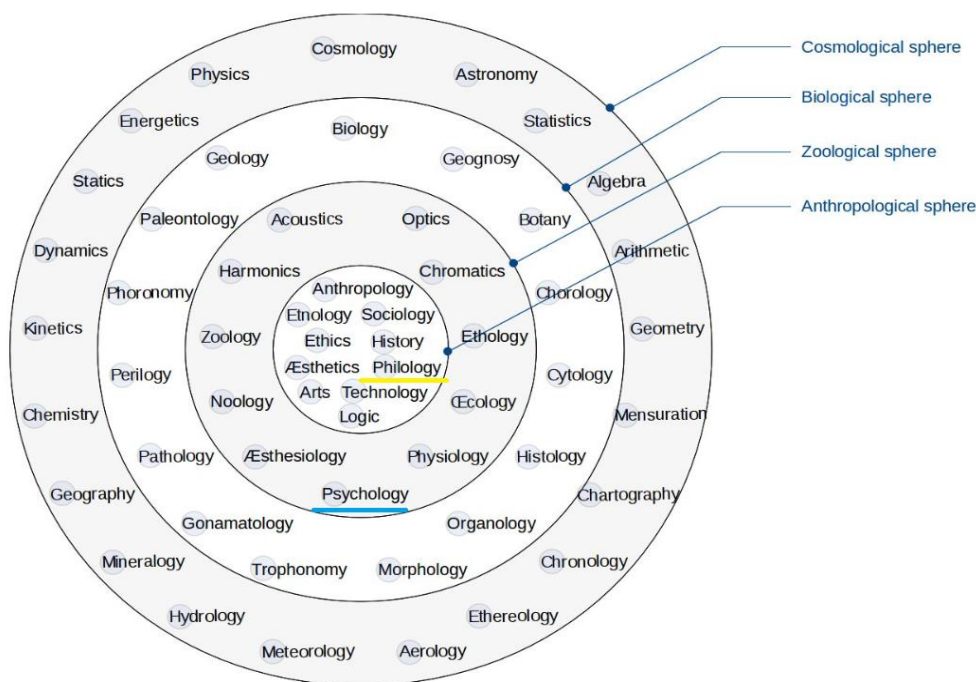 Cosmology
Cosmological sphere
Physics
Astronomy
Biological sphere
Energetics
Statistics
Biology
Geology
Geognosy
Zoological sphere
Statics
Algebra
Paleontology
Acoustics
Optics
Botany
Anthropological sphere
Dynamics
Arithmetic
Harmonics
Chromatics
Phoronomy
Anthropology
Chorology
Etnology
Sociology
Kinetics
Geometry
Zoology
Ethics
History
Ethology
Æsthetics
Philology
Perilogy
Cytology
Arts
Technology
Noology
Œcology
Chemistry
Logic
Mensuration
Pathology
Æsthesiology
Physiology
Histology
Geography
Psychology
Chartography
Gonamatology
Organology
Mineralogy
Chronology
Trophonomy
Morphology
Hydrology
Ethereology
Meteorology
Aerology